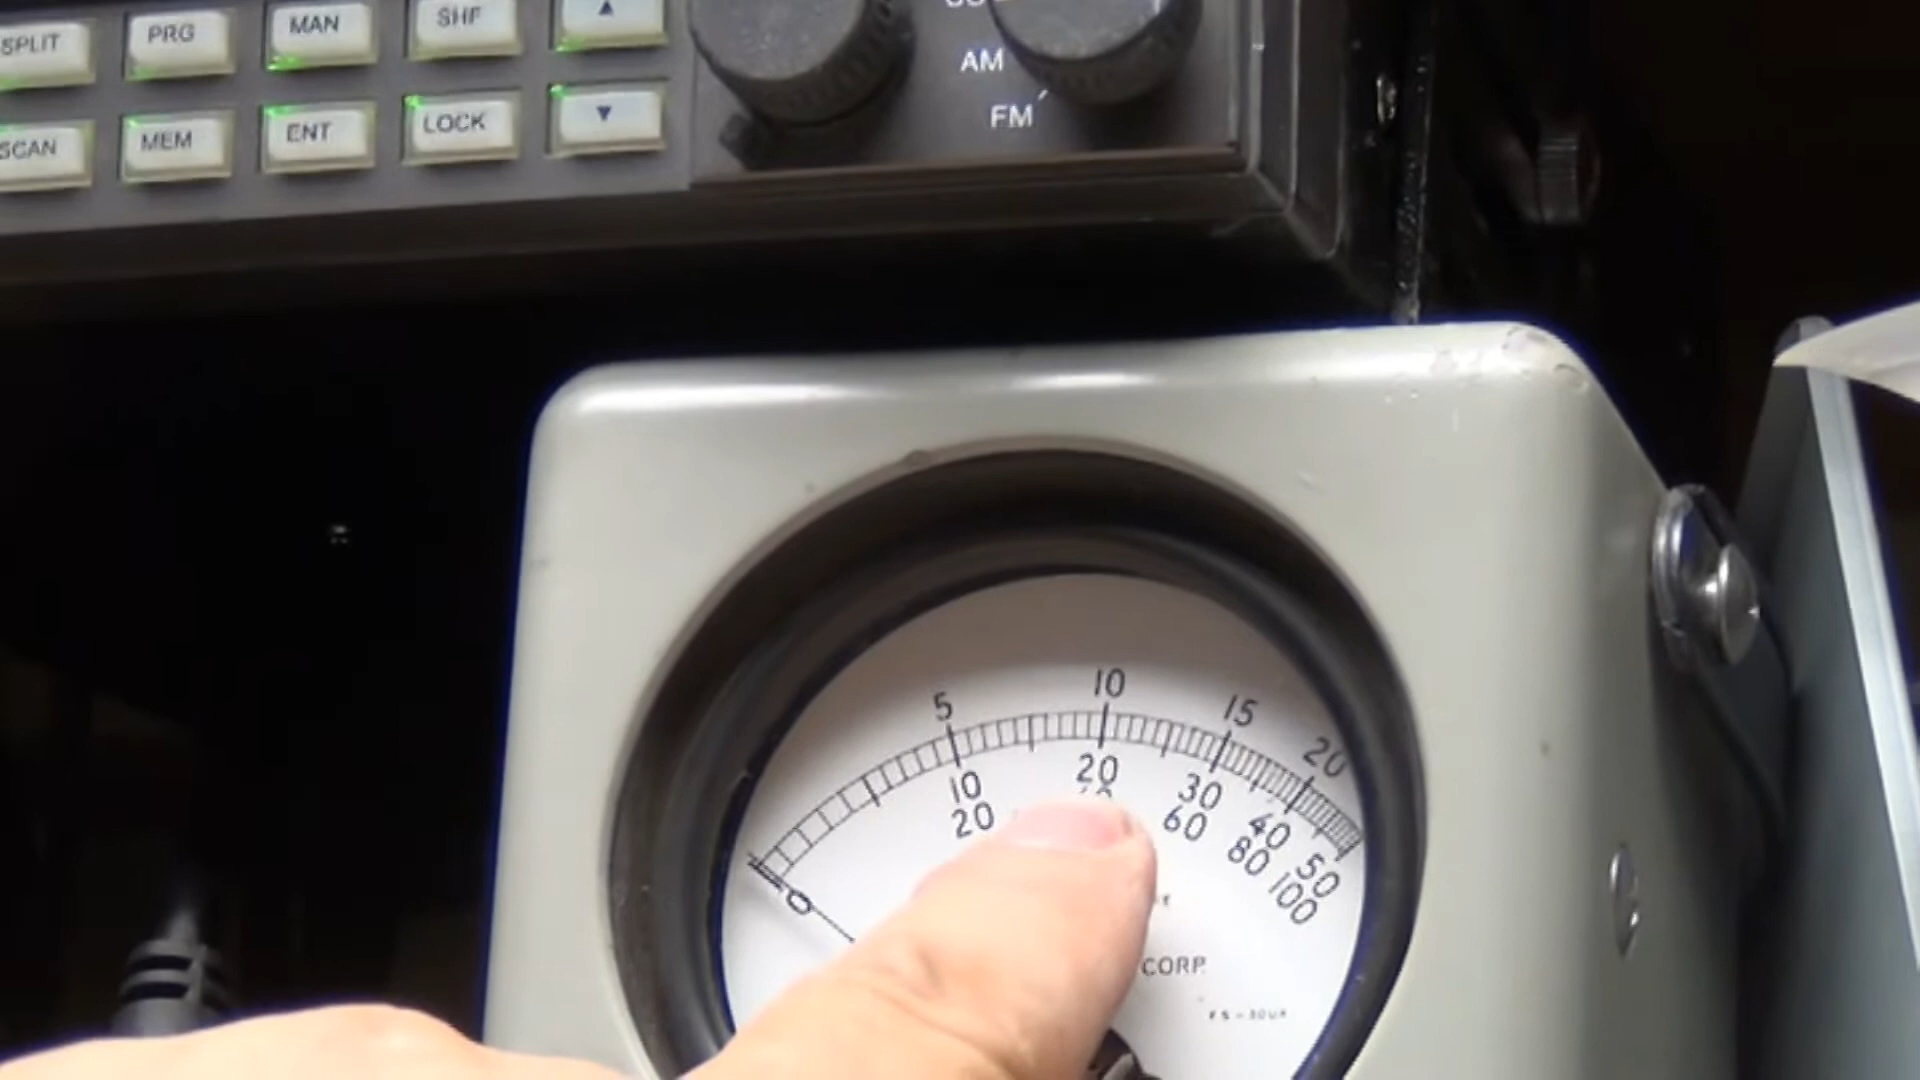 SPLIT PRG MAN SHF ▲
SCAN MEM ENT LOCK ▼
AM
FM
5 10 15 20
10 20 30 40 50
20 60 80 100
0
CORP.